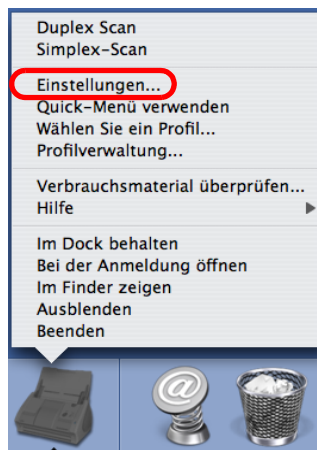 Duplex Scan
Simplex-Scan
Einstellungen...
Quick-Menü verwenden
Wählen Sie ein Profil...
Profilverwaltung...
Verbrauchsmaterial überprüfen...
Hilfe
Im Dock behalten
Bei der Anmeldung öffnen
Im Finder zeigen
Ausblenden
Beenden
@